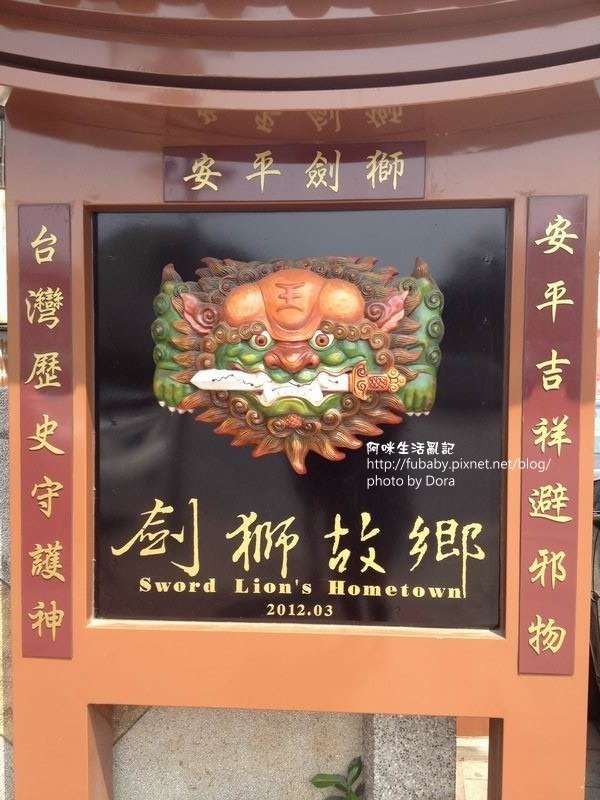 安平劍獅
台灣歷史守護神
安平吉祥避邪物
王
阿咪生活亂記
http://fubaby.pixnet.net/blog/
photo by Dora
劍獅故鄉
Sword Lion's Hometown
2012.03